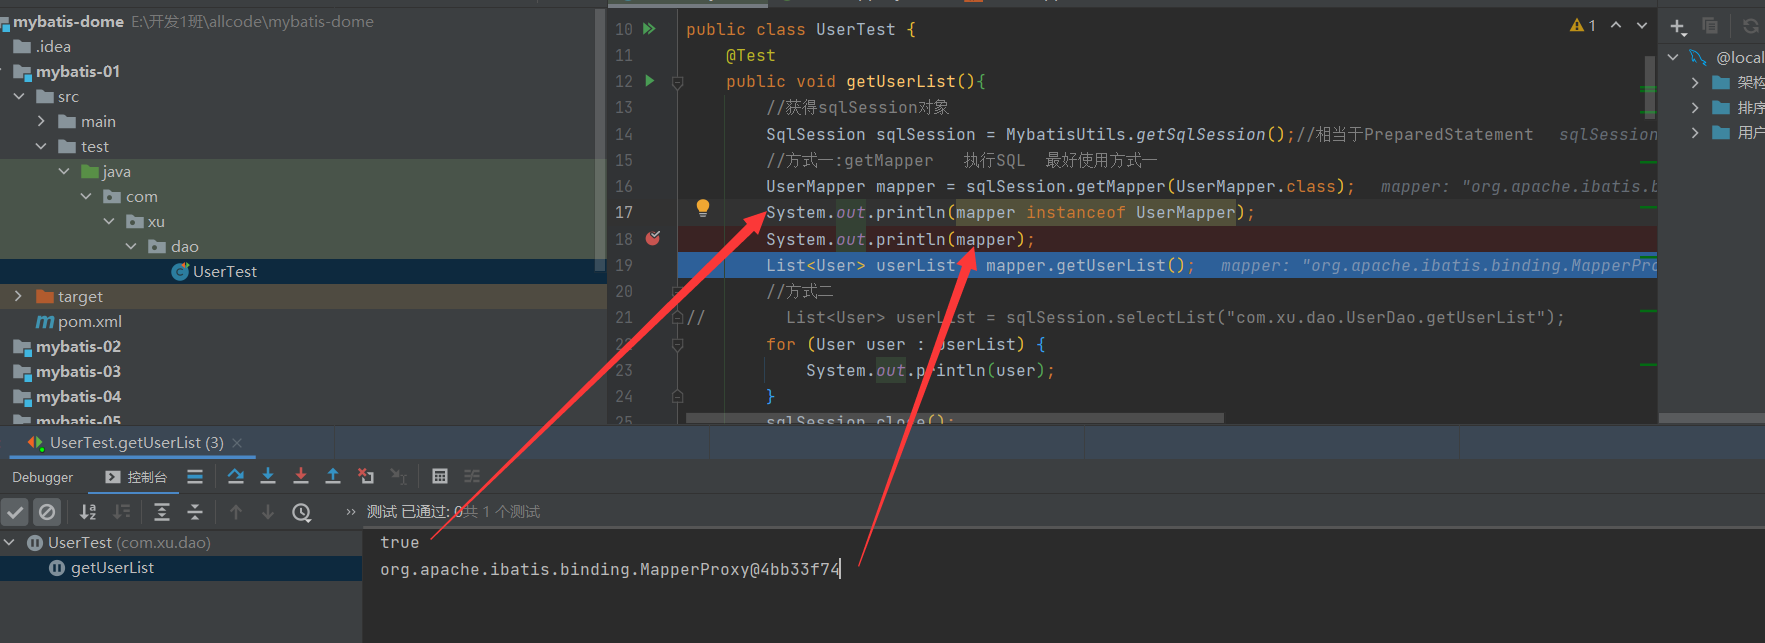 mybatis-dome E:\开发1班\allcode\mybatis-dome
.idea
mybatis-01
src
main
test
java
com
xu
dao
UserTest
target
pom.xml
mybatis-02
mybatis-03
mybatis-04
mybatis-05
10 public class UserTest {
11 @Test
12 public void getUserList(){
13 //获得sqlSession对象
14 SqlSession sqlSession = MybatisUtils.getSqlSession();//相当于PreparedStatement sqlSession
15 //方式一:getMapper 执行SQL 最好使用方式一
16 UserMapper mapper = sqlSession.getMapper(UserMapper.class); mapper: "org.apache.ibatis.b
17 System.out.println(mapper instanceof UserMapper);
18 System.out.println(mapper);
19 List<User> userList mapper.getUserList(); mapper: "org.apache.ibatis.binding.MapperPro
20 //方式二
21 // List<User> userList = sqlSession.selectList("com.xu.dao.UserDao.getUserList");
22 for (User user : userList) {
23 System.out.println(user);
24 }
25 sqlSession.close();
1
@local
架构
排序
用户
UserTest.getUserList (3)
Debugger 控制台
测试 已通过: 0共 1 个测试
UserTest (com.xu.dao)
getUserList
true
org.apache.ibatis.binding.MapperProxy@4bb33f74